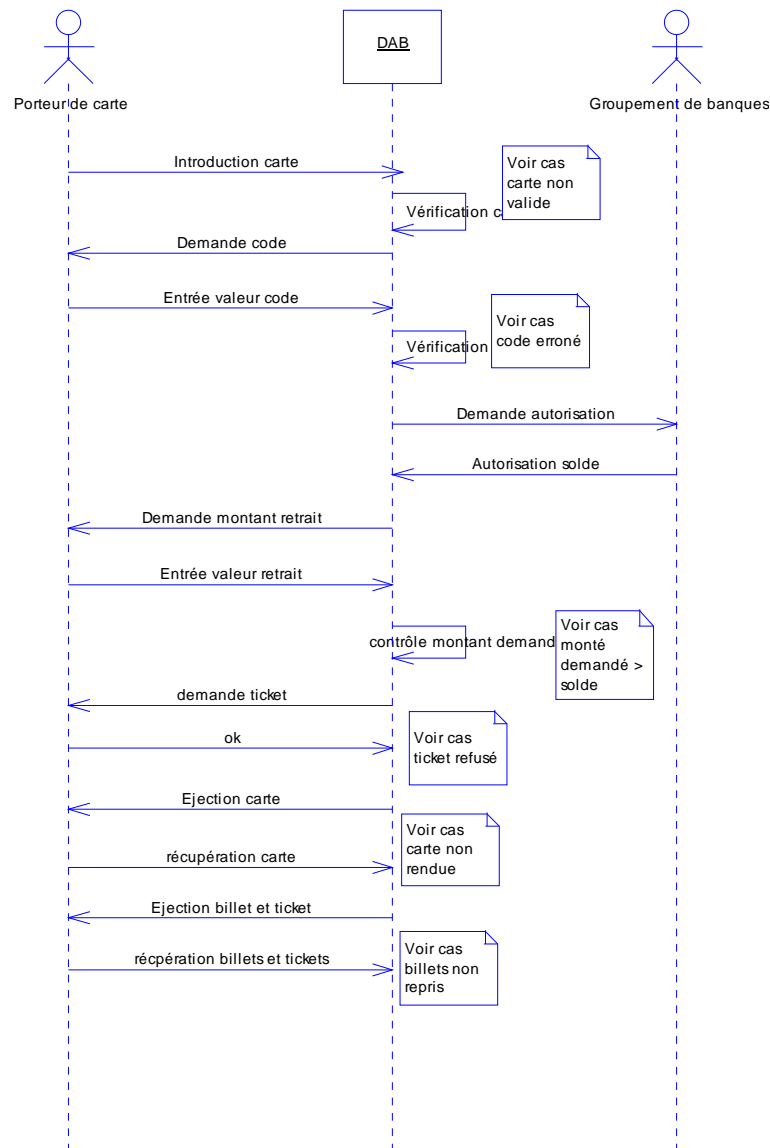 DAB
Porteur de carte
Groupement de banques
Introduction carte
Voir cas
carte non
valide
Vérification c
Demande code
Entrée valeur code
Voir cas
code erroné
Vérification
Demande autorisation
Autorisation solde
Demande montant retrait
Entrée valeur retrait
contrôle montant demand
Voir cas
monté
demandé >
solde
demande ticket
ok
Voir cas
ticket refusé
Ejection carte
Voir cas
carte non
rendue
récupération carte
Ejection billet et ticket
Voir cas
billets non
repris
récpération billets et tickets